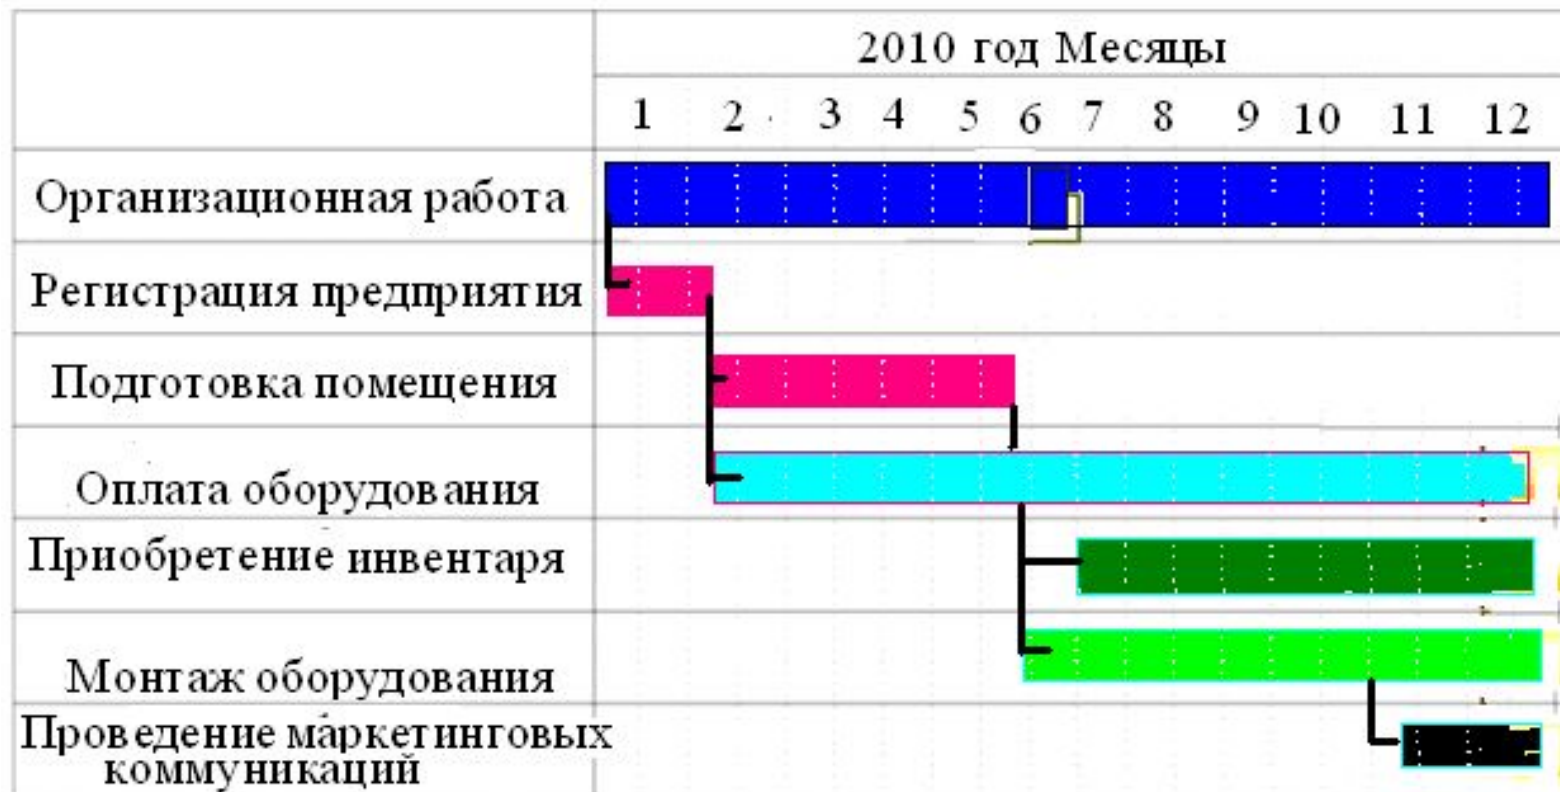 2010 год Месяцы
1 2 3 4 5 6 7 8 9 10 11 12
Организационная работа
Регистрация предприятия
Подготовка помещения
Оплата оборудования
Приобретение инвентаря
Монтаж оборудования
Проведение маркетинговых
коммуникаций